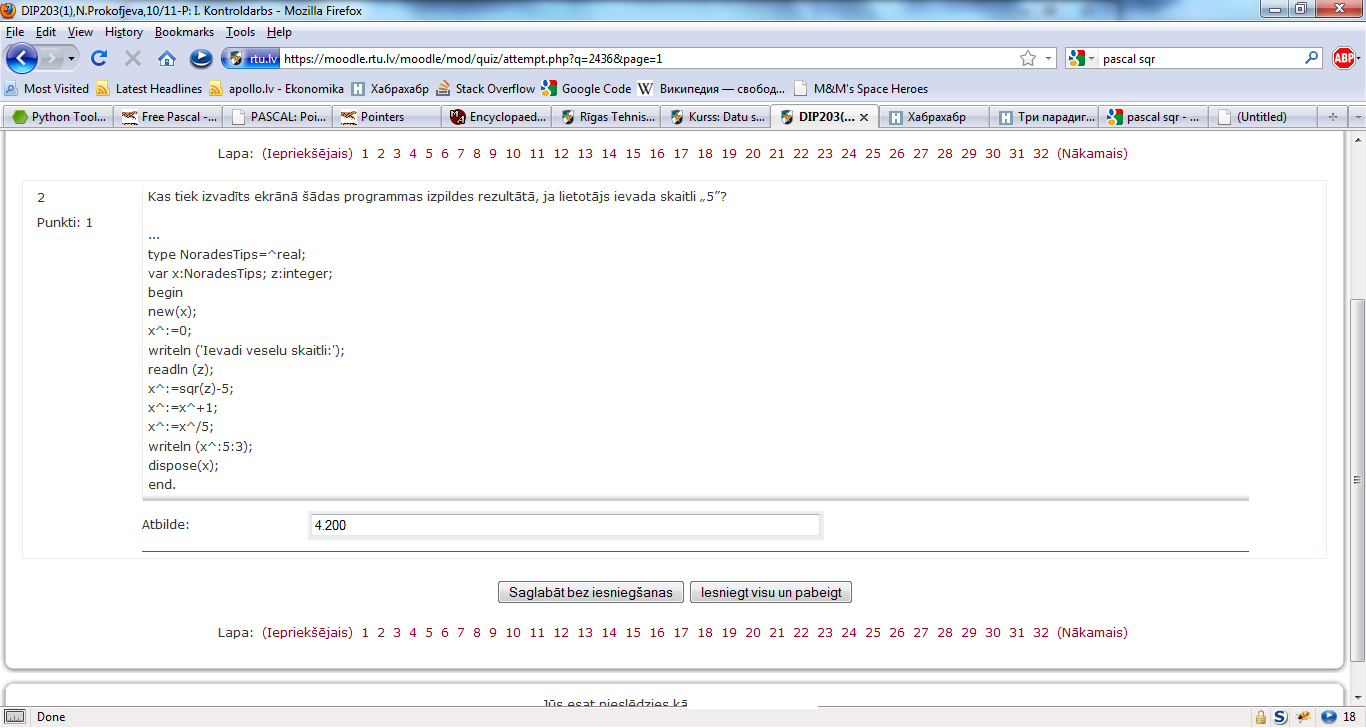 DIP203(1),N.Prokofjeva,10/11-P: I. Kontroldarbs - Mozilla Firefox
File Edit View History Bookmarks Tools Help
rtu.lv https://moodle.rtu.lv/moodle/mod/quiz/attempt.php?q=2436&page=1 pascal sqr ABP
Most Visited Latest Headlines apollo.lv - Ekonomika Хабрахабр Stack Overflow Google Code Википедия — свобод... M&M's Space Heroes
Python Tool... Free Pascal -... PASCAL: Poi... Pointers Encyclopaed... Rīgas Tehnis... Kurss: Datu s... DIP203(... Хабрахабр Три парадиг... pascal sqr - ... (Untitled)
Lapa: (Iepriekšējais) 1 2 3 4 5 6 7 8 9 10 11 12 13 14 15 16 17 18 19 20 21 22 23 24 25 26 27 28 29 30 31 32 (Nākamais)
2
Punkti: 1
Kas tiek izvadīts ekrānā šādas programmas izpildes rezultātā, ja lietotājs ievada skaitli „5”?
...
type NoradesTips=^real;
var x:NoradesTips; z:integer;
begin
new(x);
x^:=0;
writeln ('Ievadi veselu skaitli:');
readln (z);
x^:=sqr(z)-5;
x^:=x^+1;
x^:=x^/5;
writeln (x^:5:3);
dispose(x);
end.
Atbilde: 4.200
Saglabāt bez iesniegšanas Iesniegt visu un pabeigt
Lapa: (Iepriekšējais) 1 2 3 4 5 6 7 8 9 10 11 12 13 14 15 16 17 18 19 20 21 22 23 24 25 26 27 28 29 30 31 32 (Nākamais)
Jūs esat pieslēdzies kā
Done 18